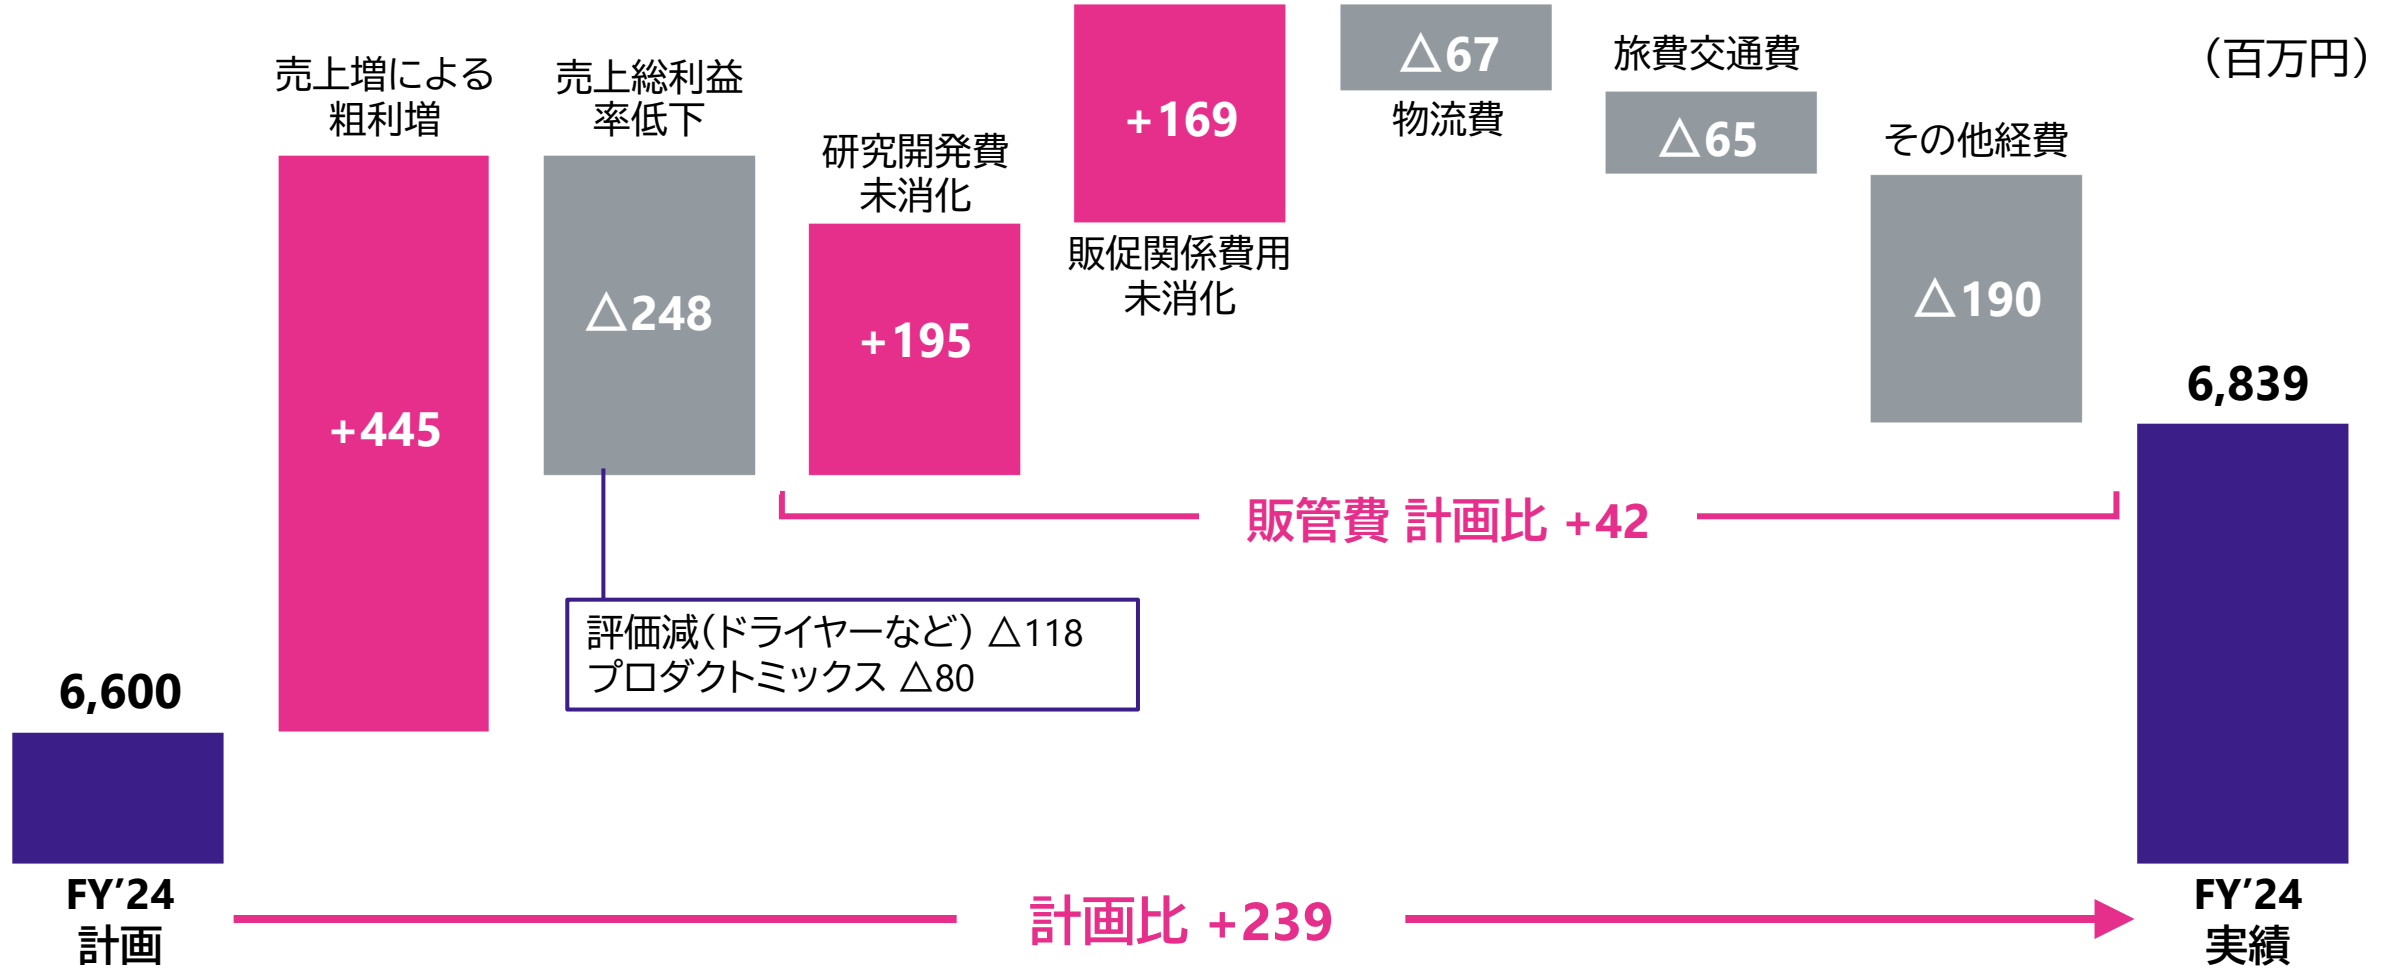 （百万円）
売上増による
粗利増
+445
売上総利益
率低下
△248
研究開発費
未消化
+195
+169
販促関係費用
未消化
△67
物流費
旅費交通費
△65
その他経費
△190
6,839
販管費 計画比 +42
評価減（ドライヤーなど） △118
プロダクトミックス △80
6,600
FY’24
計画
計画比 +239
FY’24
実績